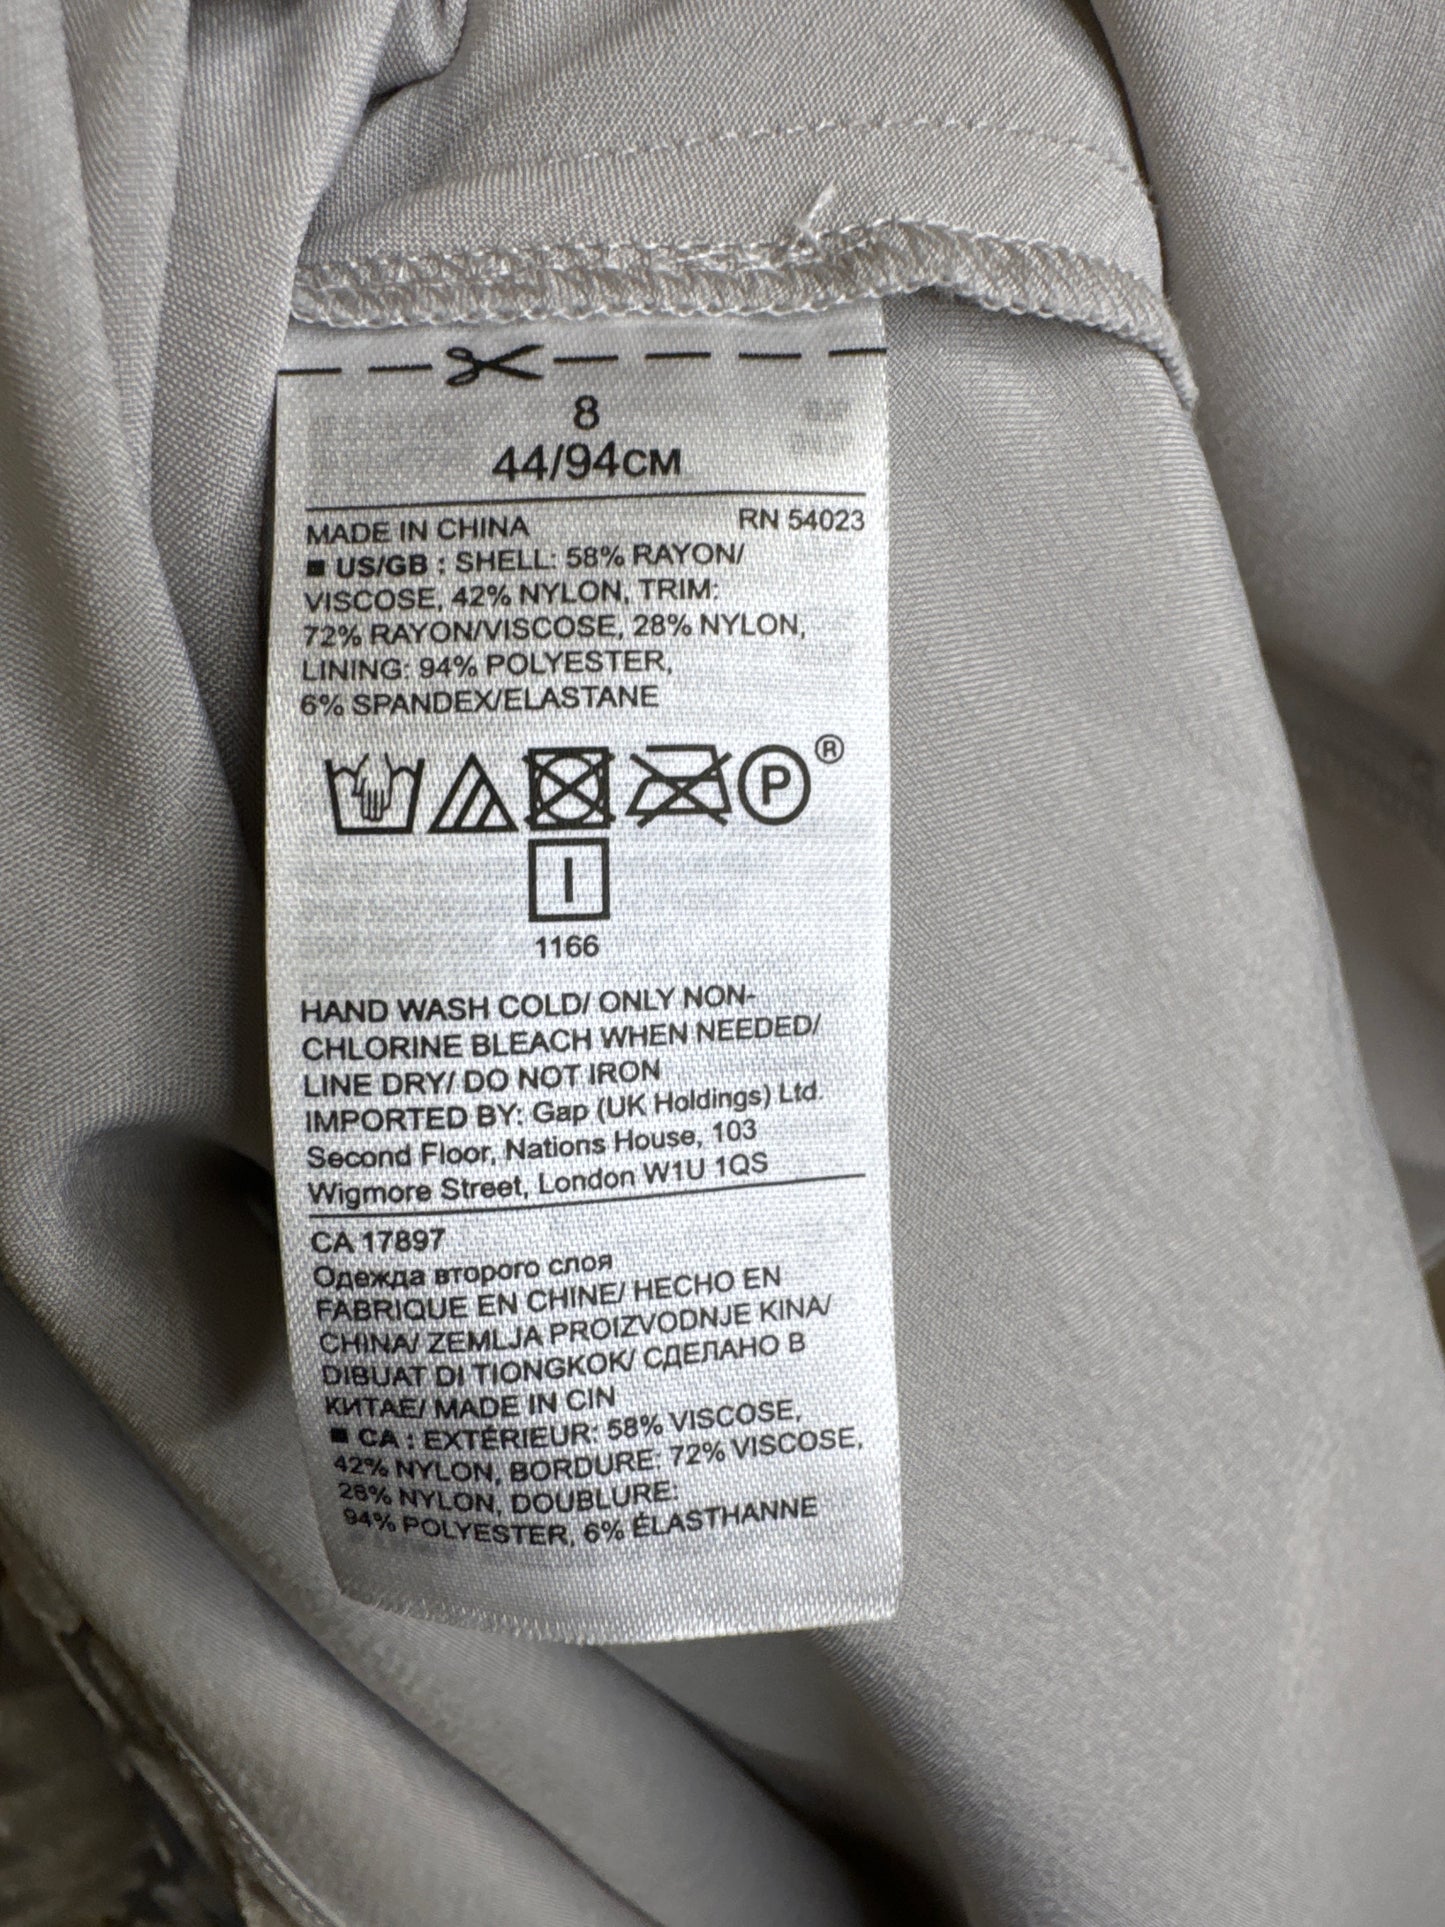 8
44/94CM
MADE IN CHINA RN 54023
■ US/GB : SHELL: 58% RAYON/
VISCOSE, 42% NYLON, TRIM:
72% RAYON/VISCOSE, 28% NYLON,
LINING: 94% POLYESTER,
6% SPANDEX/ELASTANE
P ®
I
1166
HAND WASH COLD/ ONLY NON-
CHLORINE BLEACH WHEN NEEDED/
LINE DRY/ DO NOT IRON
IMPORTED BY: Gap (UK Holdings) Ltd.
Second Floor, Nations House, 103
Wigmore Street, London W1U 1QS
CA 17897
Одежда второго слоя
FABRIQUE EN CHINE/ HECHO EN
CHINA/ ZEMLJA PROIZVODNJE KINA/
DIBUAT DI TIONGKOK/ СДЕЛАНО В
КИТАЕ/ MADE IN CIN
■ CA : EXTÉRIEUR: 58% VISCOSE,
42% NYLON, BORDURE: 72% VISCOSE,
28% NYLON, DOUBLURE:
94% POLYESTER, 6% ÉLASTHANNE